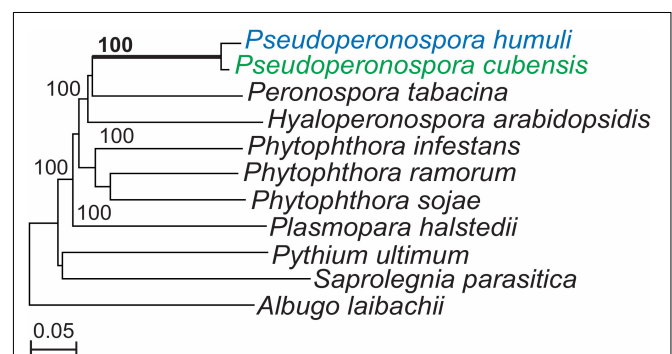 100
Pseudoperonospora humuli
Pseudoperonospora cubensis
100
Peronospora tabacina
Hyaloperonospora arabidopsidis
100
Phytophthora infestans
100
Phytophthora ramorum
Phytophthora sojae
100
Plasmopara halstedii
Pythium ultimum
Saprolegnia parasitica
Albugo laibachii
0.05